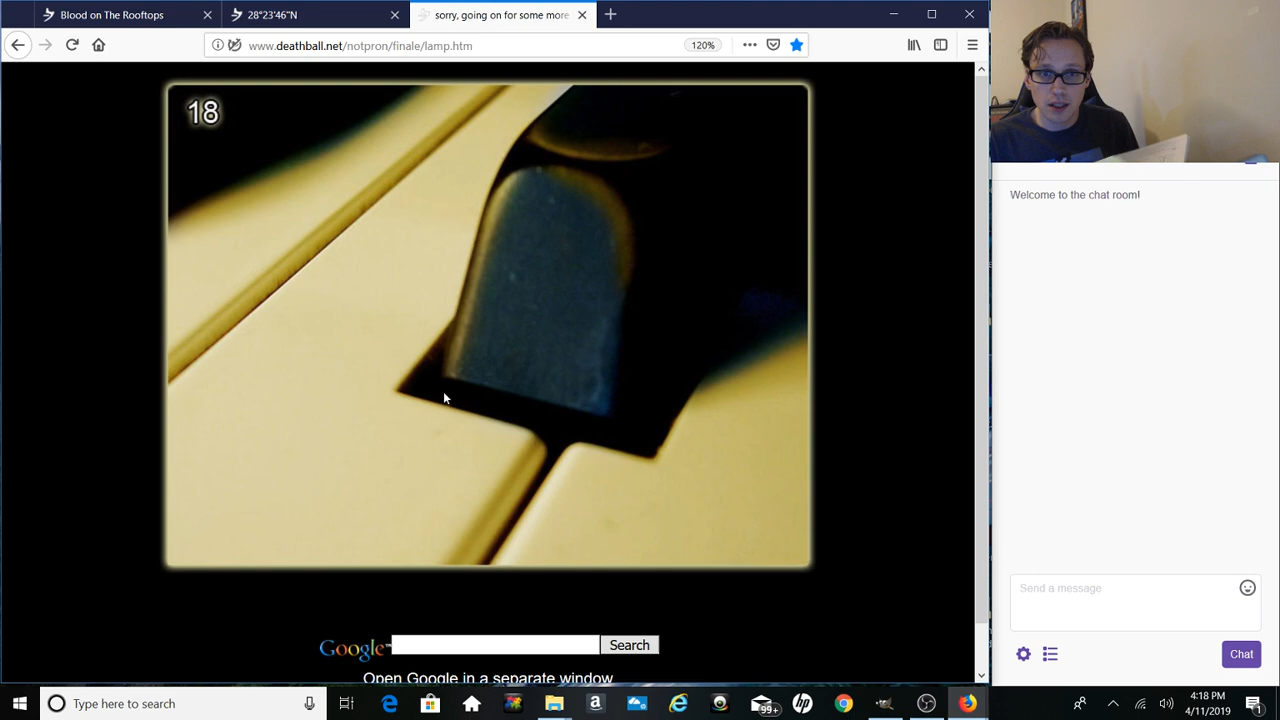 Blood on The Rooftops
28°23'46"N
sorry, going on for some more
www.deathball.net/notpron/finale/lamp.htm
120%
18
Welcome to the chat room!
Send a message
Chat
Google
Search
Open Google in a separate window
Type here to search
99+
4:18 PM
4/11/2019
1